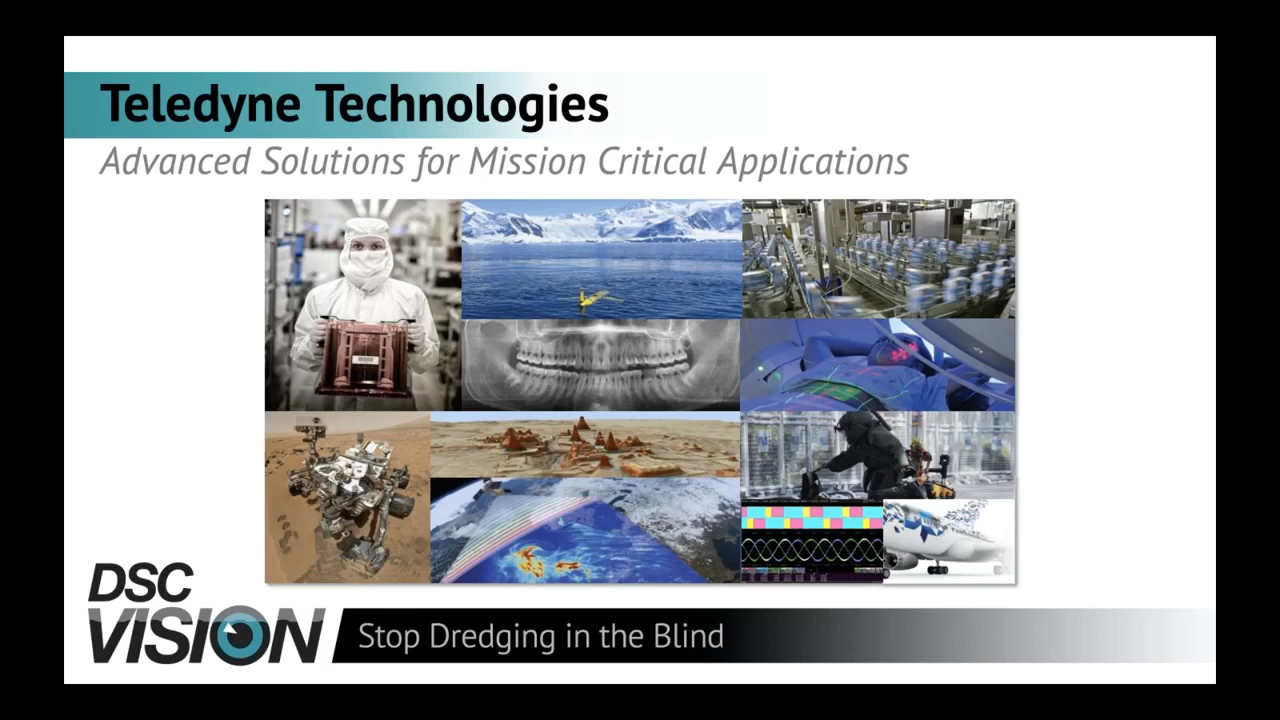 Teledyne Technologies
Advanced Solutions for Mission Critical Applications
DSC
VISION
Stop Dredging in the Blind